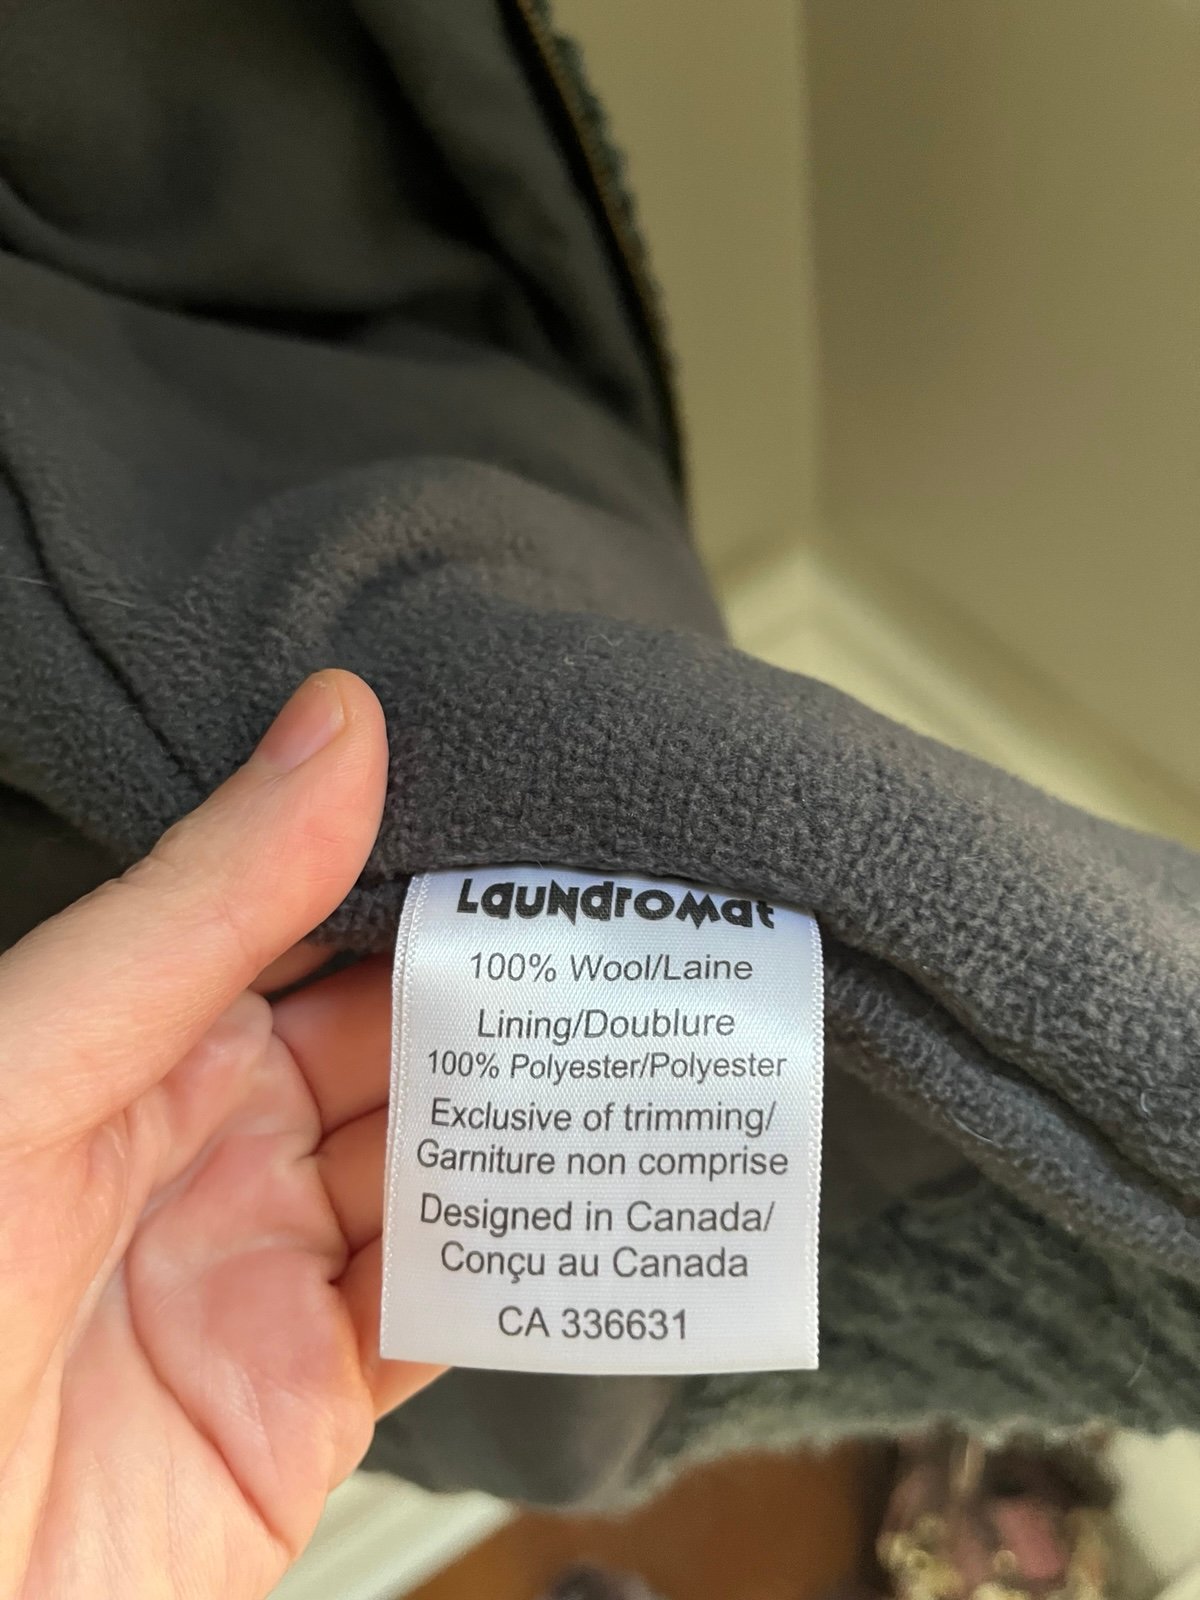 LauNdroMat
100% Wool/Laine
Lining/Doublure
100% Polyester/Polyester
Exclusive of trimming/
Garniture non comprise
Designed in Canada/
Conçu au Canada
CA 336631